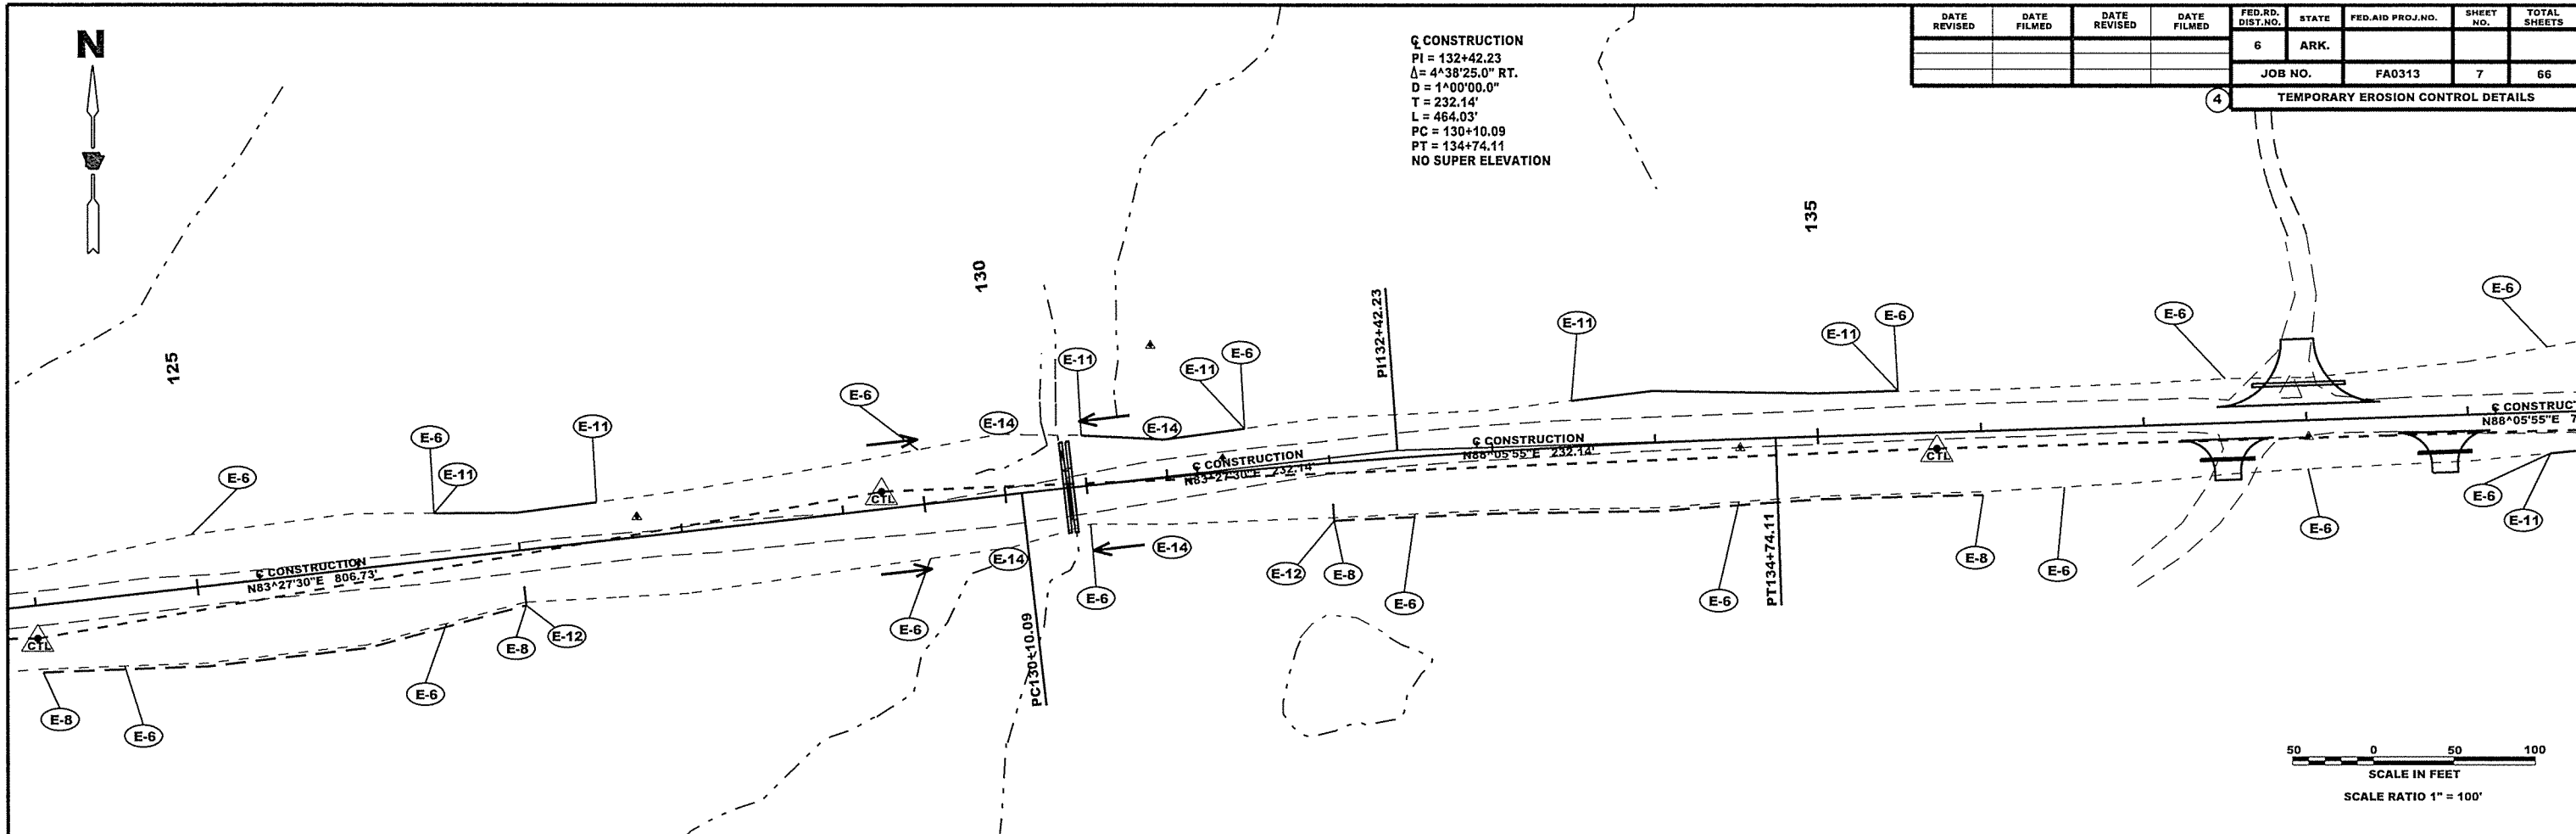 N
℄ CONSTRUCTION
PI = 132+42.23
Δ= 4^38'25.0" RT.
D = 1^00'00.0"
T = 232.14'
L = 464.03'
PC = 130+10.09
PT = 134+74.11
NO SUPER ELEVATION
DATE REVISED
DATE FILMED
DATE REVISED
DATE FILMED
FED.RD. DIST.NO.
STATE
FED.AID PROJ.NO.
SHEET NO.
TOTAL SHEETS
6 ARK.
JOB NO. FA0313 7 66
4 TEMPORARY EROSION CONTROL DETAILS
125
130
135
E-6
E-6
E-11
E-11
E-6
E-14
E-11
E-14
E-11
E-6
PI132+42.23
E-11
E-11
E-6
E-6
E-6
℄ CONSTRUCTION
N83^27'30"E 806.73'
CTL
CTL
℄ CONSTRUCTION
N83^27'30"E 232.14'
℄ CONSTRUCTION
N88^05'55"E 232.14'
CTL
℄ CONSTRUCT
N88^05'55"E 7
E-8
E-6
E-6
E-8
E-12
E-6
E-14
E-14
E-6
PC130+10.09
E-12
E-8
E-6
E-6
PT134+74.11
E-8
E-6
E-6
E-6
E-11
50 0 50 100
SCALE IN FEET
SCALE RATIO 1" = 100'